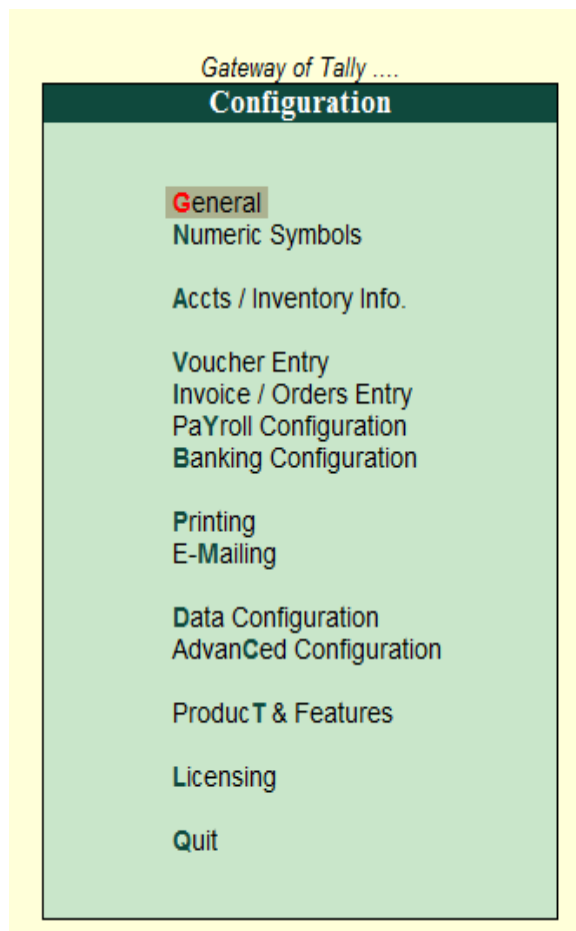 Gateway of Tally ....
Configuration
General
Numeric Symbols
Accts / Inventory Info.
Voucher Entry
Invoice / Orders Entry
PaYroll Configuration
Banking Configuration
Printing
E-Mailing
Data Configuration
AdvanCed Configuration
ProducT & Features
Licensing
Quit